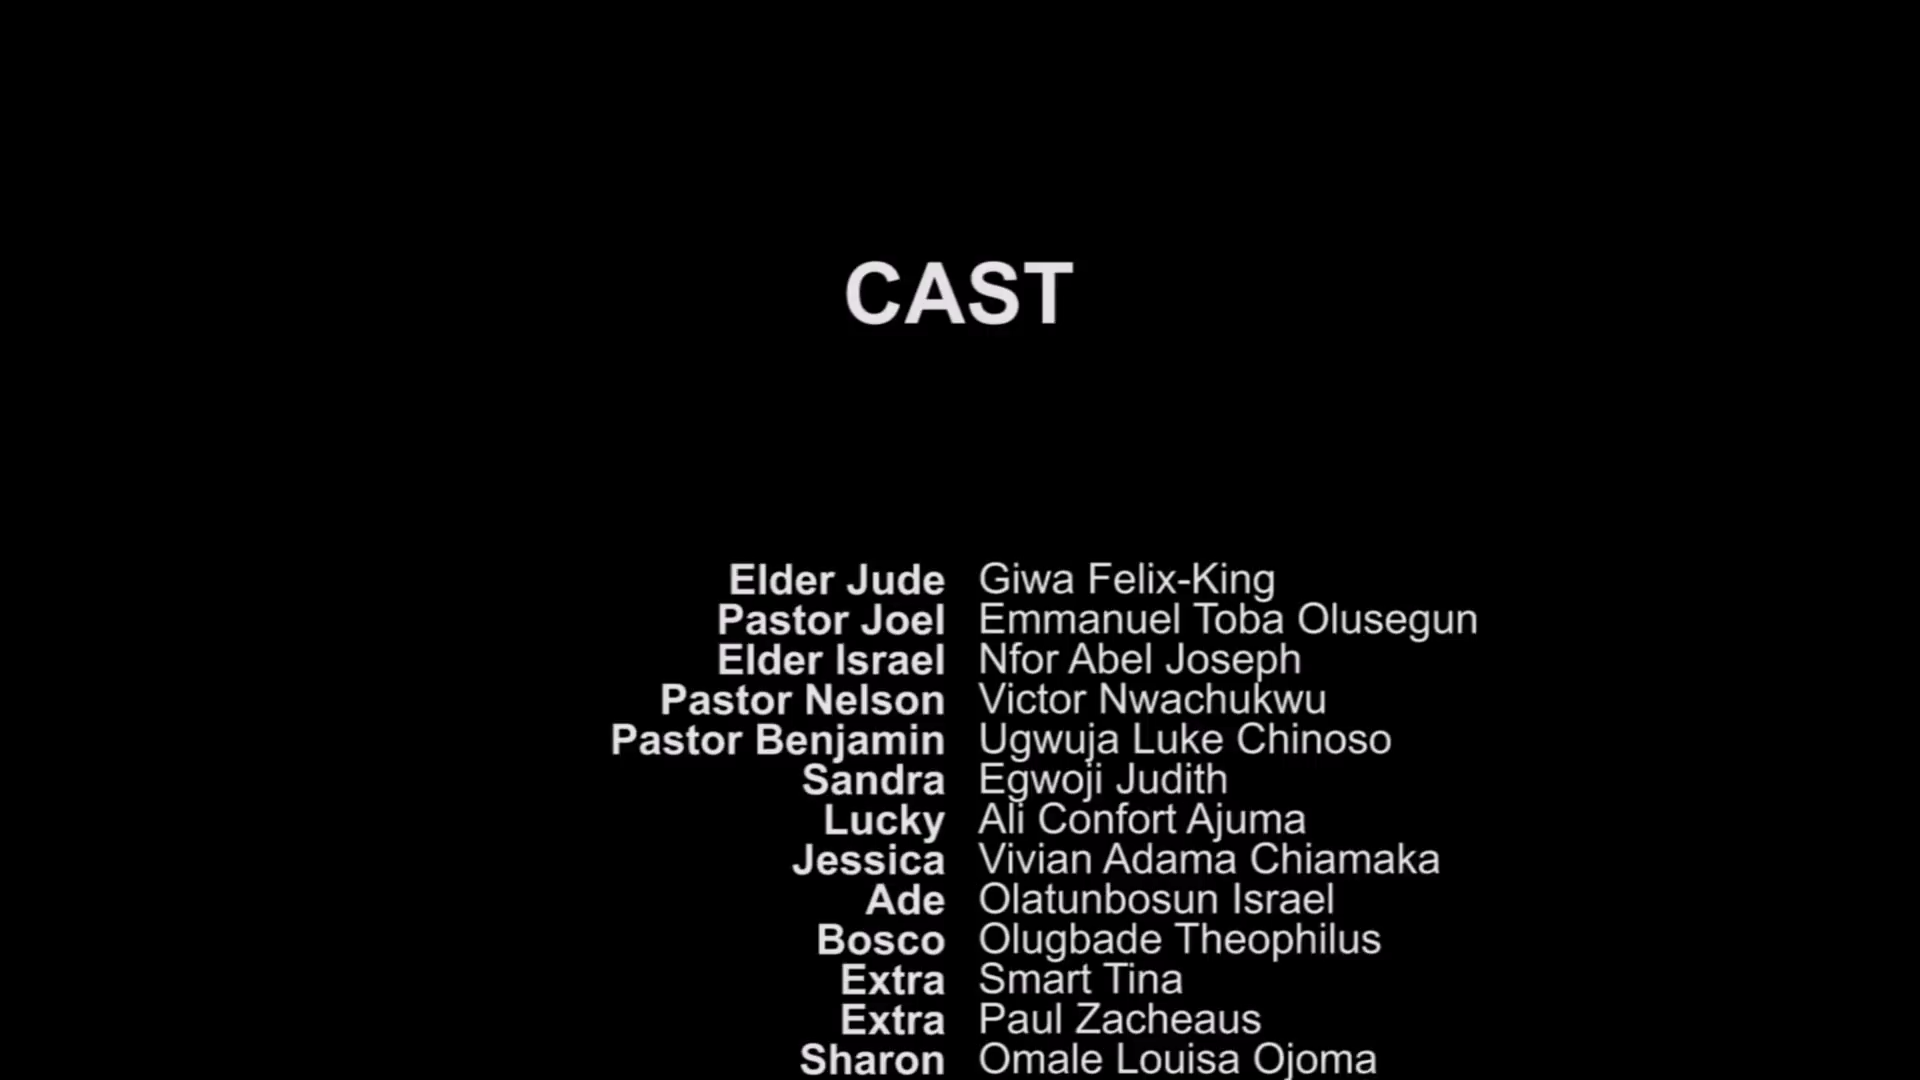 CAST
Elder Jude Giwa Felix-King
Pastor Joel Emmanuel Toba Olusegun
Elder Israel Nfor Abel Joseph
Pastor Nelson Victor Nwachukwu
Pastor Benjamin Ugwuja Luke Chinoso
Sandra Egwoji Judith
Lucky Ali Confort Ajuma
Jessica Vivian Adama Chiamaka
Ade Olatunbosun Israel
Bosco Olugbade Theophilus
Extra Smart Tina
Extra Paul Zacheaus
Sharon Omale Louisa Ojoma